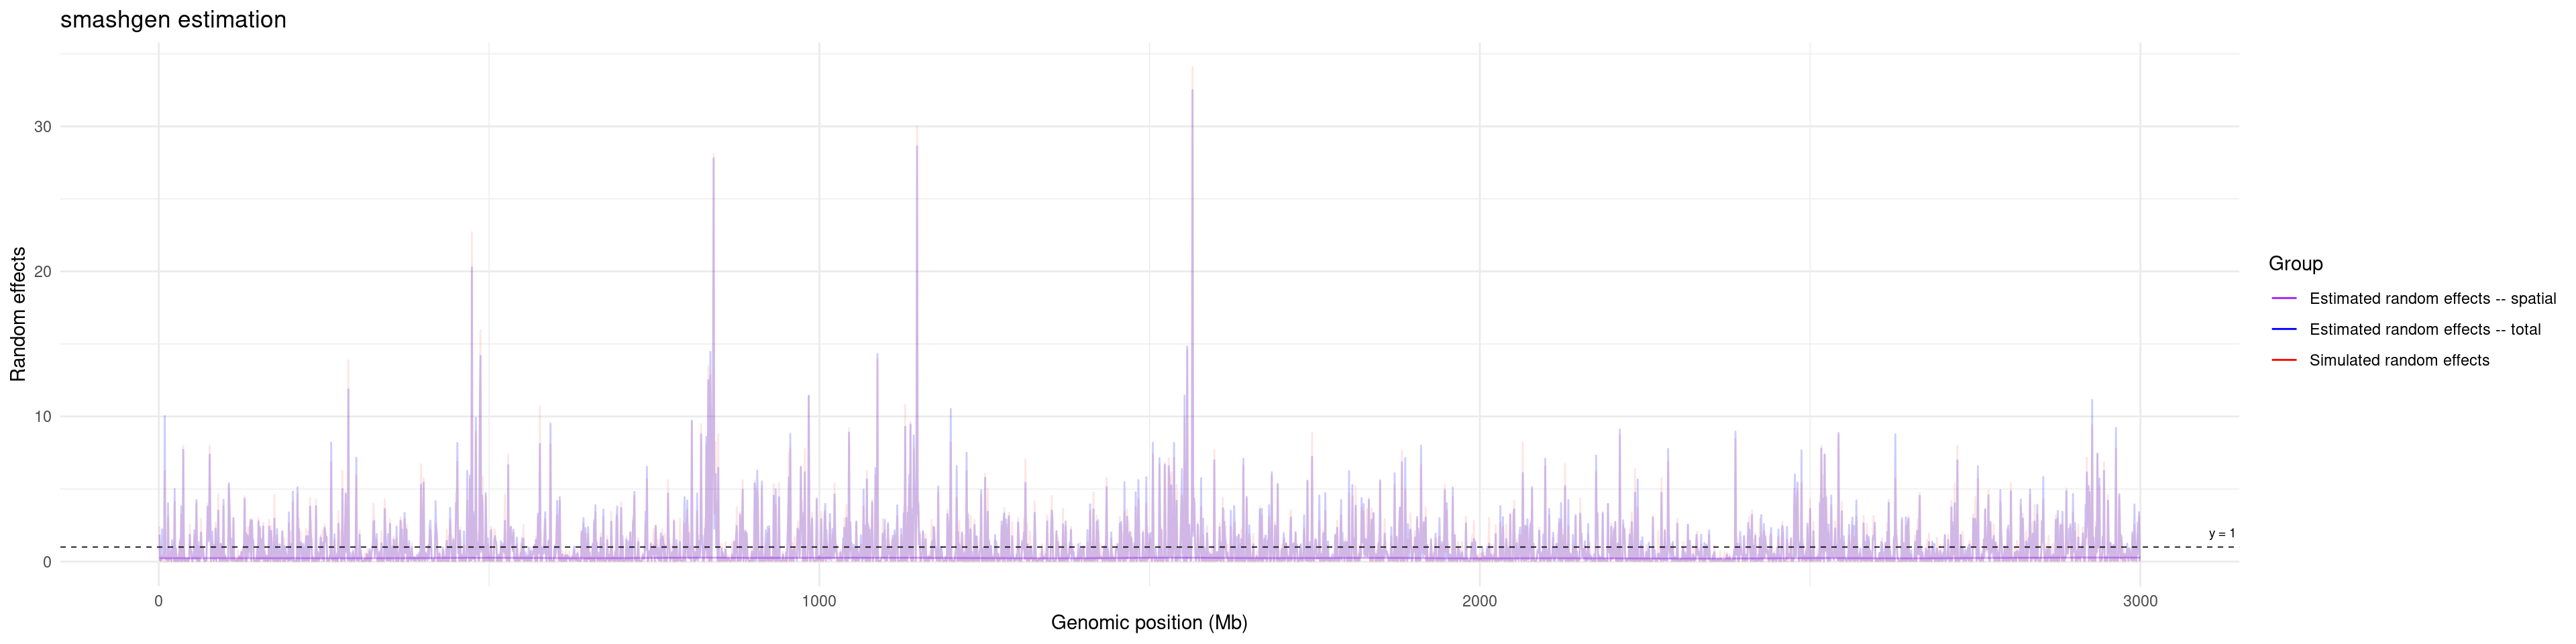 smashgen estimation
Random effects
30
20
10
0
y = 1
0
1000
2000
3000
Genomic position (Mb)
Group
Estimated random effects -- spatial
Estimated random effects -- total
Simulated random effects